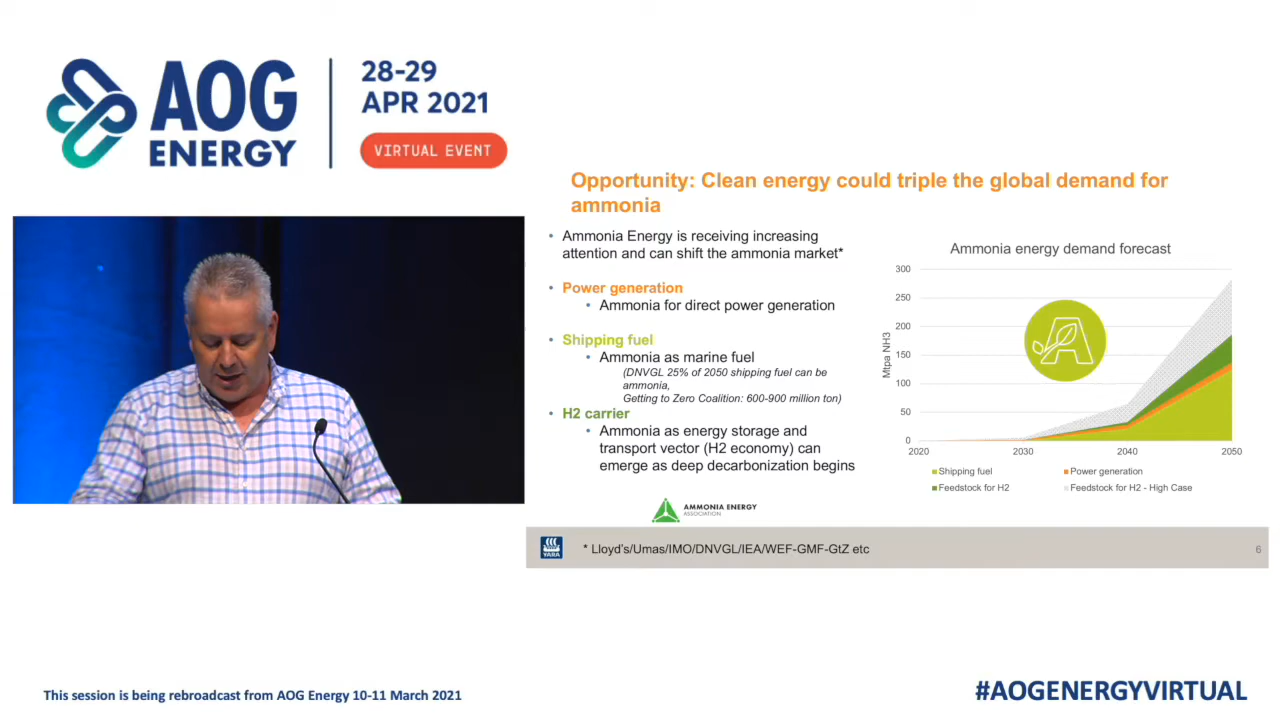 AOG
ENERGY
28-29
APR 2021
VIRTUAL EVENT
Opportunity: Clean energy could triple the global demand for
ammonia
• Ammonia Energy is receiving increasing
attention and can shift the ammonia market*
• Power generation
• Ammonia for direct power generation
• Shipping fuel
• Ammonia as marine fuel
(DNVGL 25% of 2050 shipping fuel can be
ammonia,
Getting to Zero Coalition: 600-900 million ton)
• H2 carrier
• Ammonia as energy storage and
transport vector (H2 economy) can
emerge as deep decarbonization begins
AMMONIA ENERGY
ASSOCIATION
Ammonia energy demand forecast
Mtpa NH3
300
250
200
150
100
50
0
2020 2030 2040 2050
Shipping fuel
Power generation
Feedstock for H2
Feedstock for H2 - High Case
YARA
* Lloyd's/Umas/IMO/DNVGL/IEA/WEF-GMF-GtZ etc
6
This session is being rebroadcast from AOG Energy 10-11 March 2021
#AOGENERGYVIRTUAL